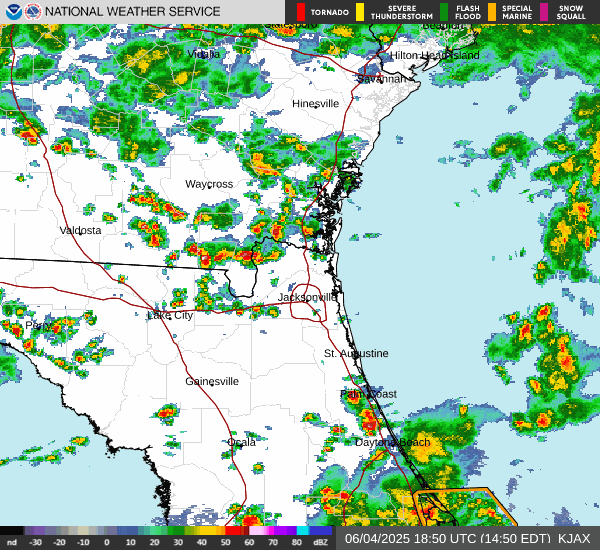 NATIONAL WEATHER SERVICE
TORNADO
SEVERE THUNDERSTORM
FLASH FLOOD
SPECIAL MARINE
SNOW SQUALL
Vidalia
Hilton Head Island
Savannah
Hinesville
Waycross
Valdosta
Jacksonville
Lake City
Perry
St. Augustine
Gainesville
Palm Coast
Ocala
Daytona Beach
nd -30 -20 -10 0 10 20 30 40 50 60 70 80 dBZ
06/04/2025 18:50 UTC (14:50 EDT) KJAX